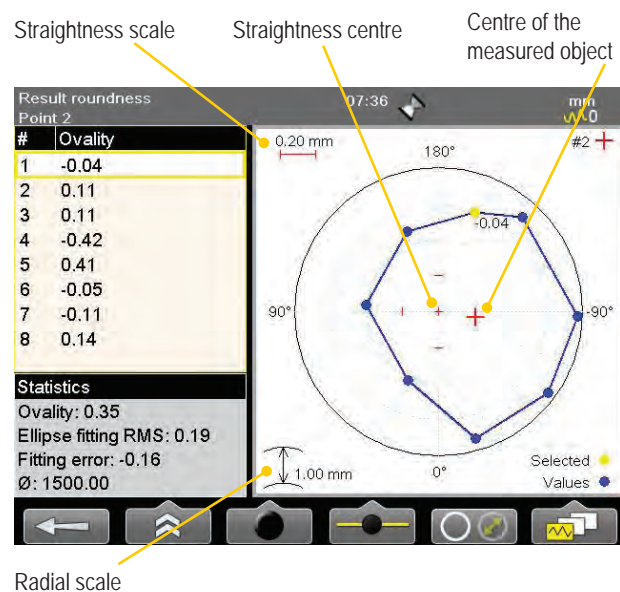 Straightness scale
Straightness centre
Centre of the
measured object
Result roundness
Point 2
07:36
mm
0
# Ovality
1 -0.04
2 0.11
3 0.11
4 -0.42
5 0.41
6 -0.05
7 -0.11
8 0.14
Statistics
Ovality: 0.35
Ellipse fitting RMS: 0.19
Fitting error: -0.16
Ø: 1500.00
0.20 mm
#2
180°
-0.04
90°
-90°
0°
1.00 mm
Selected
Values
Radial scale